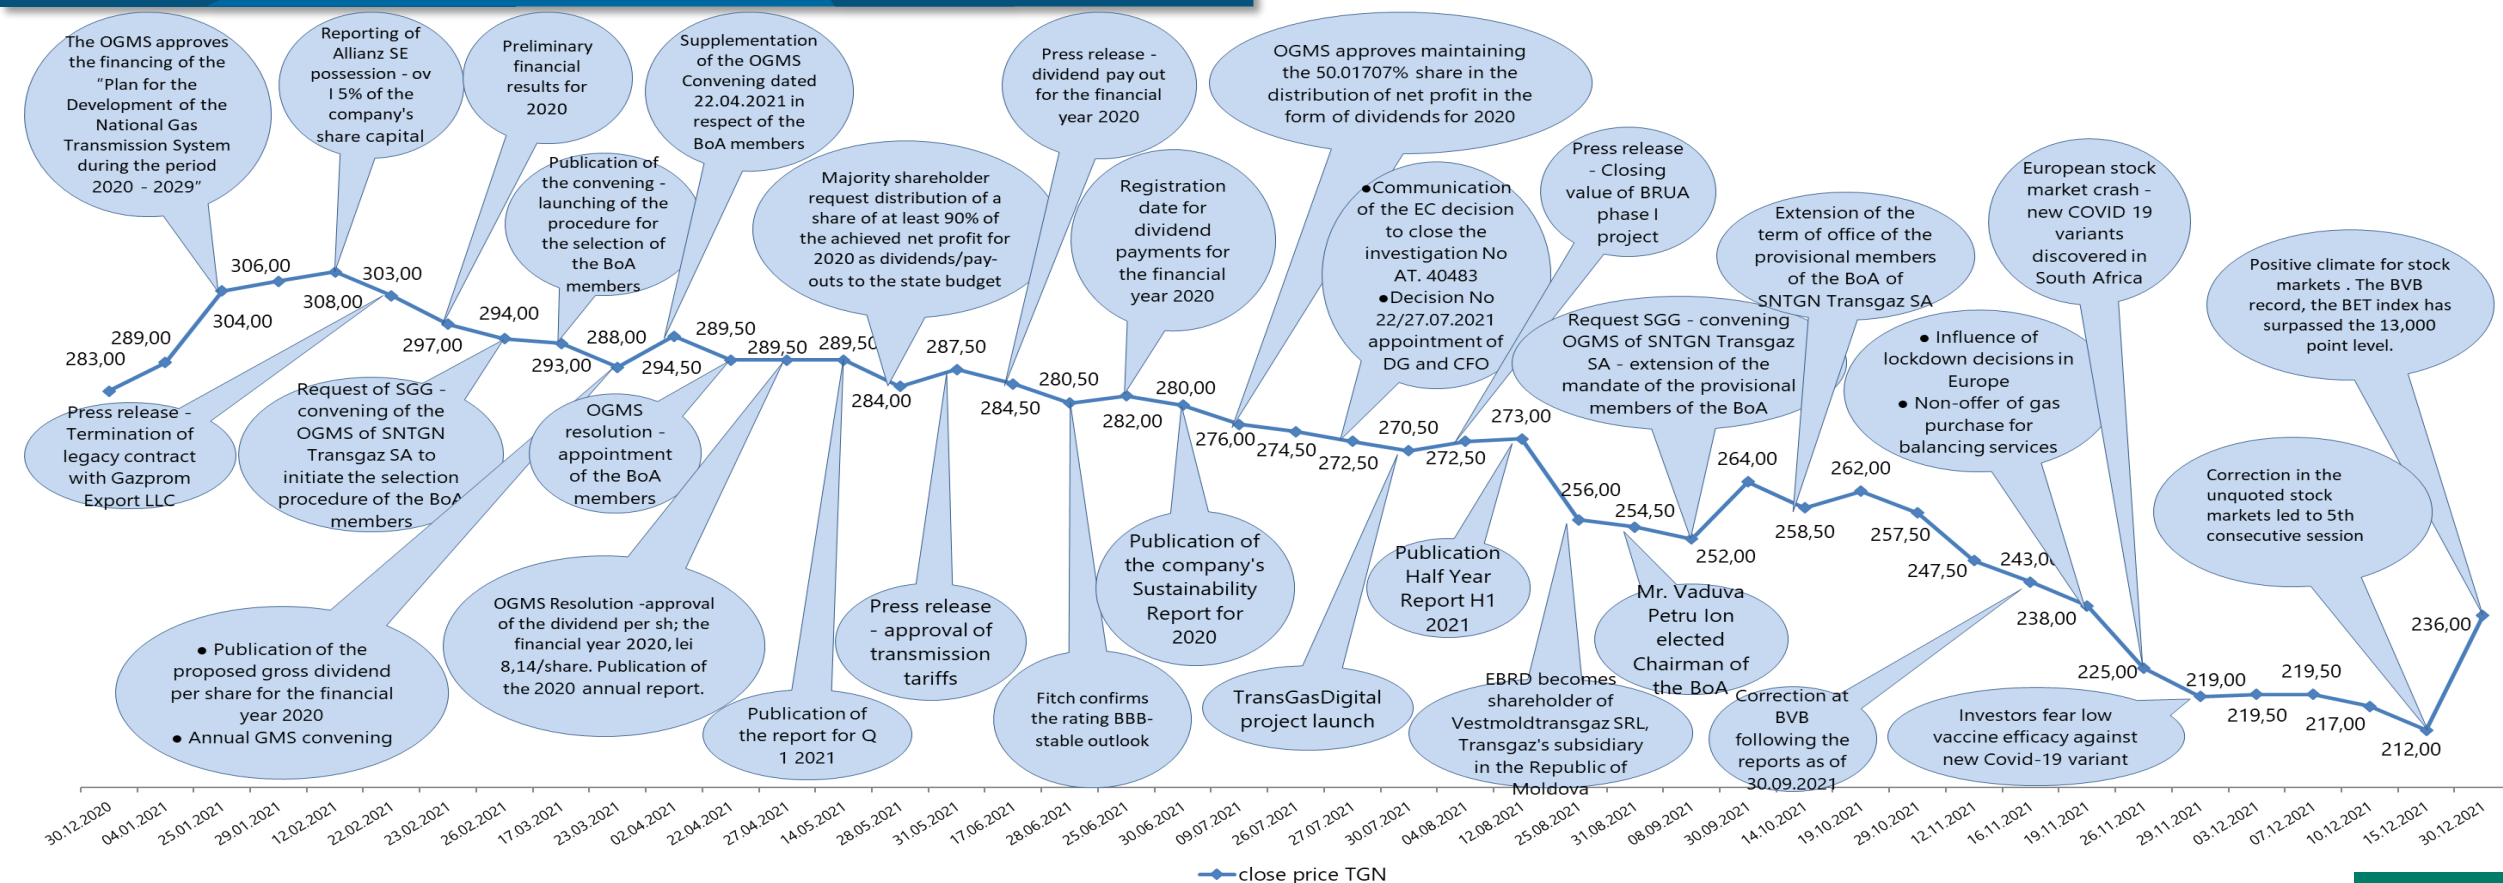 The OGMS approves
the financing of the
“Plan for the
Development of the
National Gas
Transmission System
during the period
2020 - 2029”
Reporting of
Allianz SE
possession - ov
l 5% of the
company's
share capital
Preliminary
financial
results for
2020
Publication of
the convening -
launching of the
procedure for
the selection of
the BoA
members
Supplementation
of the OGMS
Convening dated
22.04.2021 in
respect of the
BoA members
Majority shareholder
request distribution of a
share of at least 90% of
the achieved net profit for
2020 as dividends/pay-
outs to the state budget
Press release -
dividend pay out
for the financial
year 2020
Registration
date for
dividend
payments for
the financial
year 2020
OGMS approves maintaining
the 50.01707% share in the
distribution of net profit in the
form of dividends for 2020
●Communication
of the EC decision
to close the
investigation No
AT. 40483
●Decision No
22/27.07.2021
appointment of
DG and CFO
Press release
- Closing
value of BRUA
phase I
project
Request SGG - convening
OGMS of SNTGN Transgaz
SA - extension of the
mandate of the provisional
members of the BoA
Extension of the
term of office of the
provisional members
of the BoA of
SNTGN Transgaz SA
● Influence of
lockdown decisions in
Europe
● Non-offer of gas
purchase for
balancing services
European stock
market crash -
new COVID 19
variants
discovered in
South Africa
Positive climate for stock
markets . The BVB
record, the BET index has
surpassed the 13,000
point level.
Correction in the
unquoted stock
markets led to 5th
consecutive session
283,00
289,00
304,00
306,00
308,00
303,00
297,00
294,00
293,00
288,00
294,50
289,50
289,50
289,50
284,00
287,50
284,50
280,50
282,00
280,00
276,00
274,50
272,50
270,50
272,50
273,00
256,00
254,50
252,00
264,00
258,50
262,00
257,50
247,50
243,00
238,00
225,00
219,00
219,50
219,50
217,00
212,00
236,00
Press release -
Termination of
legacy contract
with Gazprom
Export LLC
Request of SGG -
convening of the
OGMS of SNTGN
Transgaz SA to
initiate the selection
procedure of the BoA
members
● Publication of the
proposed gross dividend
per share for the financial
year 2020
● Annual GMS convening
OGMS
resolution -
appointment
of the BoA
members
OGMS Resolution -approval
of the dividend per sh; the
financial year 2020, lei
8,14/share. Publication of
the 2020 annual report.
Publication of
the report for Q
1 2021
Press release
- approval of
transmission
tariffs
Fitch confirms
the rating BBB-
stable outlook
Publication of
the company's
Sustainability
Report for
2020
TransGasDigital
project launch
Publication
Half Year
Report H1
2021
EBRD becomes
shareholder of
Vestmoldtransgaz SRL,
Transgaz's subsidiary
in the Republic of
Moldova
Mr. Vaduva
Petru Ion
elected
Chairman of
the BoA
Correction at
BVB
following the
reports as of
30.09.2021
Investors fear low
vaccine efficacy against
new Covid-19 variant
30.12.2020
04.01.2021
25.01.2021
29.01.2021
12.02.2021
22.02.2021
23.02.2021
26.02.2021
17.03.2021
23.03.2021
02.04.2021
22.04.2021
27.04.2021
14.05.2021
28.05.2021
31.05.2021
17.06.2021
28.06.2021
25.06.2021
30.06.2021
09.07.2021
26.07.2021
27.07.2021
30.07.2021
04.08.2021
12.08.2021
25.08.2021
31.08.2021
08.09.2021
30.09.2021
14.10.2021
19.10.2021
29.10.2021
12.11.2021
16.11.2021
19.11.2021
26.11.2021
29.11.2021
03.12.2021
07.12.2021
10.12.2021
15.12.2021
30.12.2021
close price TGN